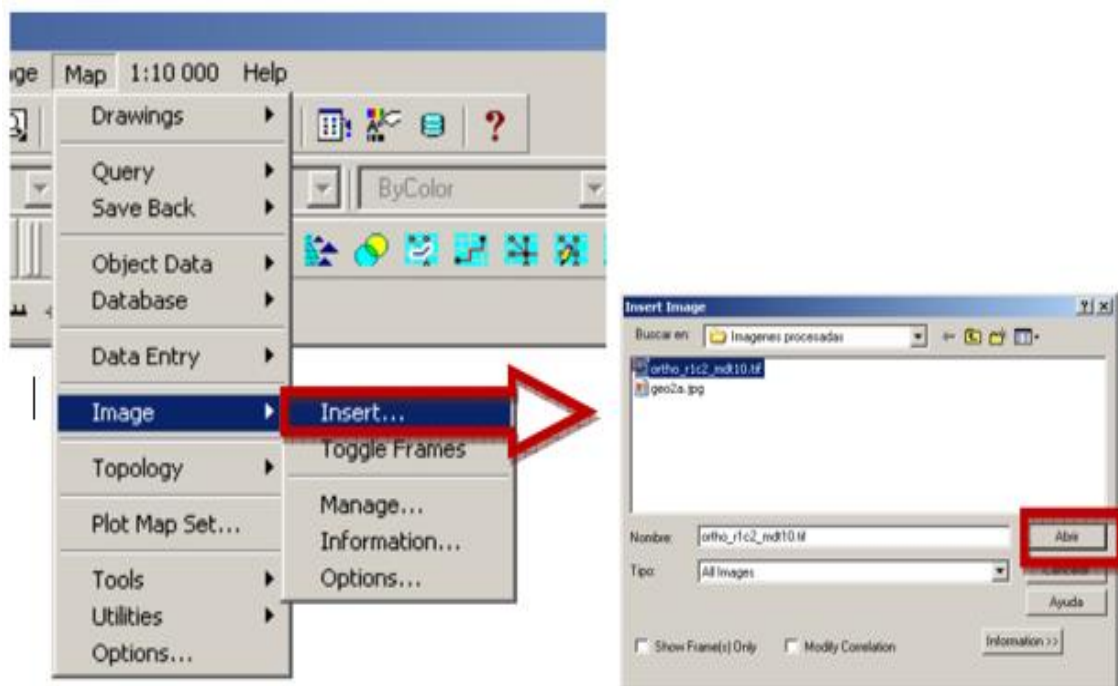 Map 1:10 000 Help
Drawings
ByColor
Query
Save Back
Object Data
Database
Data Entry
Image
Insert...
Toggle Frames
Topology
Manage...
Plot Map Set...
Information...
Tools
Options...
Utilities
Options...
Insert Image
Buscar en: Imagenes procesadas
ortho_r1c2_mdt10.tif
geo2a.jpg
Nombre: ortho_r1c2_mdt10.tif Abrir
Tipo: All Images
Ayuda
Show Frame(s) Only Modify Correlation Information >>